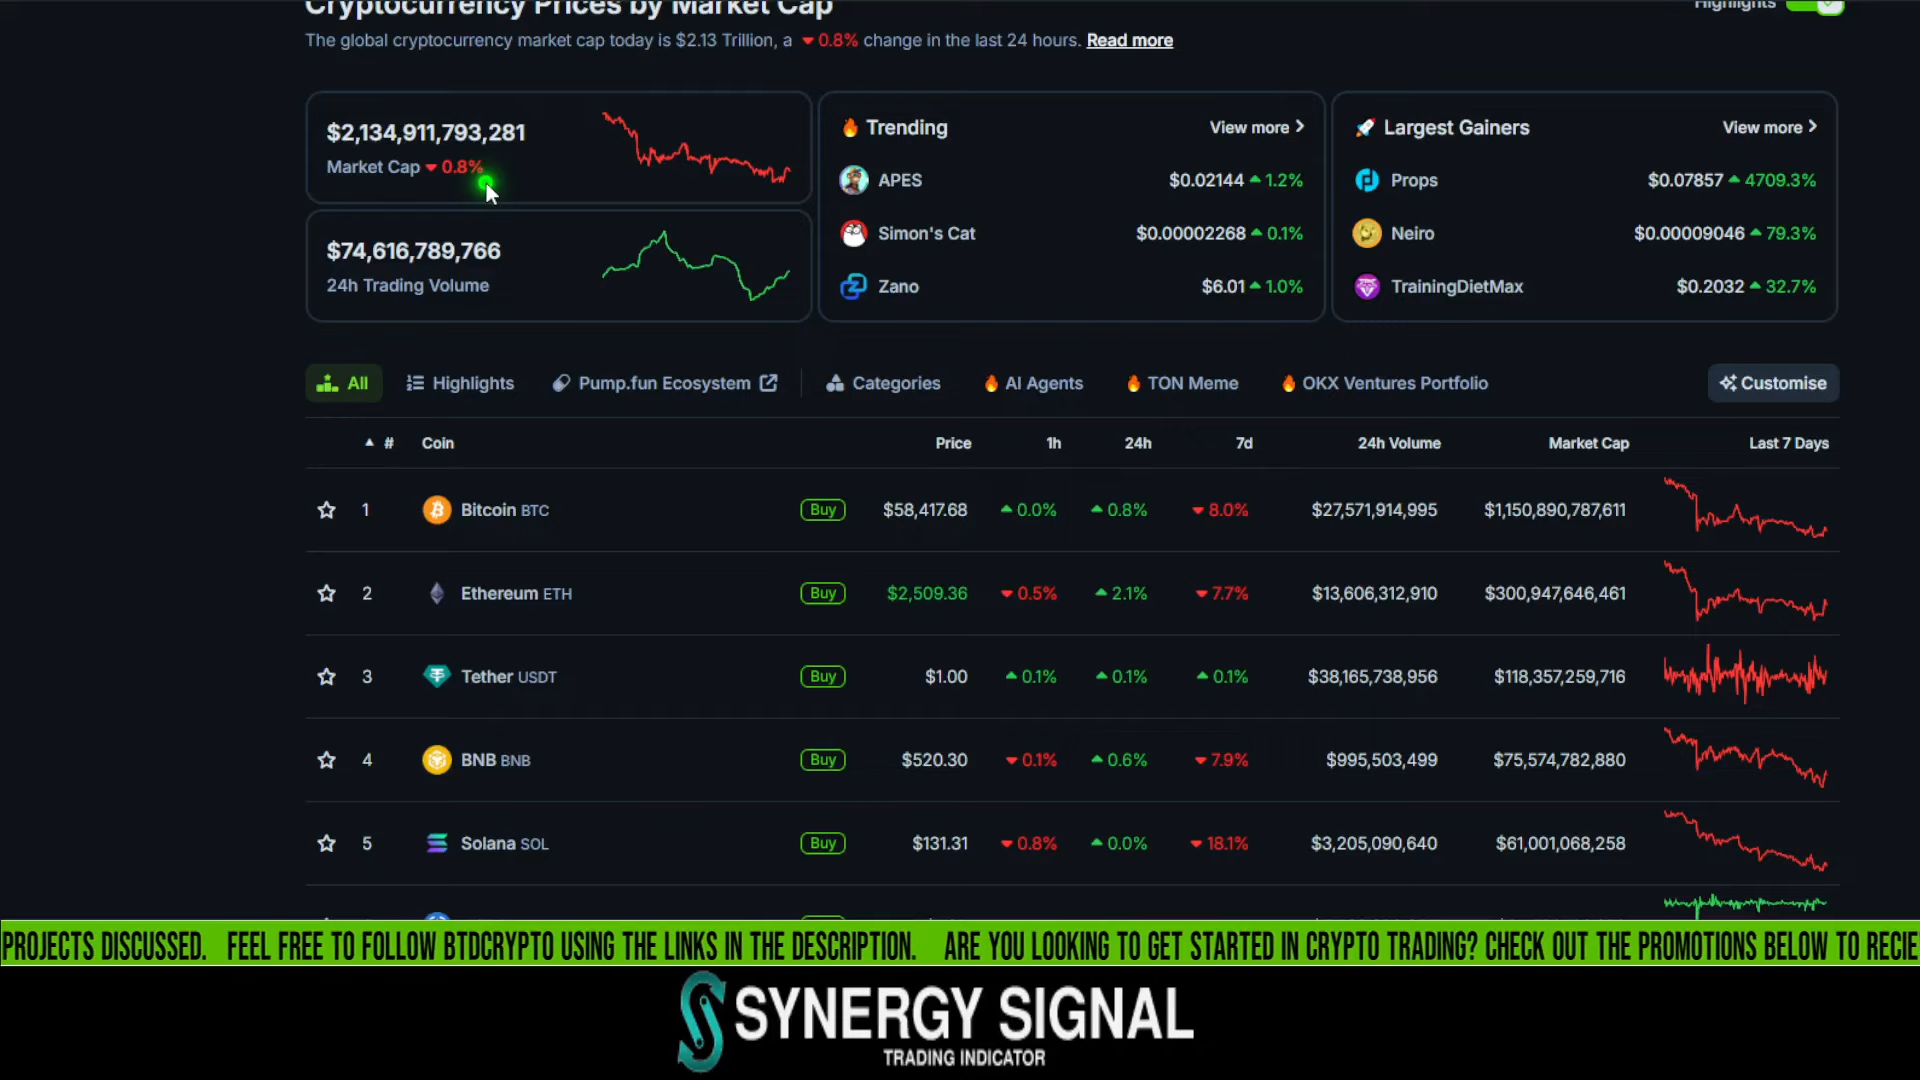 Cryptocurrency Prices by Market Cap
Highlights
The global cryptocurrency market cap today is $2.13 Trillion, a 0.8% change in the last 24 hours. Read more
$2,134,911,793,281
Market Cap 0.8%
$74,616,789,766
24h Trading Volume
Trending View more
APES $0.02144 1.2%
Simon's Cat $0.00002268 0.1%
Zano $6.01 1.0%
Largest Gainers View more
Props $0.07857 4709.3%
Neiro $0.00009046 79.3%
TrainingDietMax $0.2032 32.7%
All Highlights Pump.fun Ecosystem Categories AI Agents TON Meme OKX Ventures Portfolio Customise
# Coin Price 1h 24h 7d 24h Volume Market Cap Last 7 Days
1 Bitcoin BTC Buy $58,417.68 0.0% 0.8% 8.0% $27,571,914,995 $1,150,890,787,611
2 Ethereum ETH Buy $2,509.36 0.5% 2.1% 7.7% $13,606,312,910 $300,947,646,461
3 Tether USDT Buy $1.00 0.1% 0.1% 0.1% $38,165,738,956 $118,357,259,716
4 BNB BNB Buy $520.30 0.1% 0.6% 7.9% $995,503,499 $75,574,782,880
5 Solana SOL Buy $131.31 0.8% 0.0% 18.1% $3,205,090,640 $61,001,068,258
PROJECTS DISCUSSED. FEEL FREE TO FOLLOW BTDCRYPTO USING THE LINKS IN THE DESCRIPTION. ARE YOU LOOKING TO GET STARTED IN CRYPTO TRADING? CHECK OUT THE PROMOTIONS BELOW TO RECIE
SYNERGY SIGNAL
TRADING INDICATOR